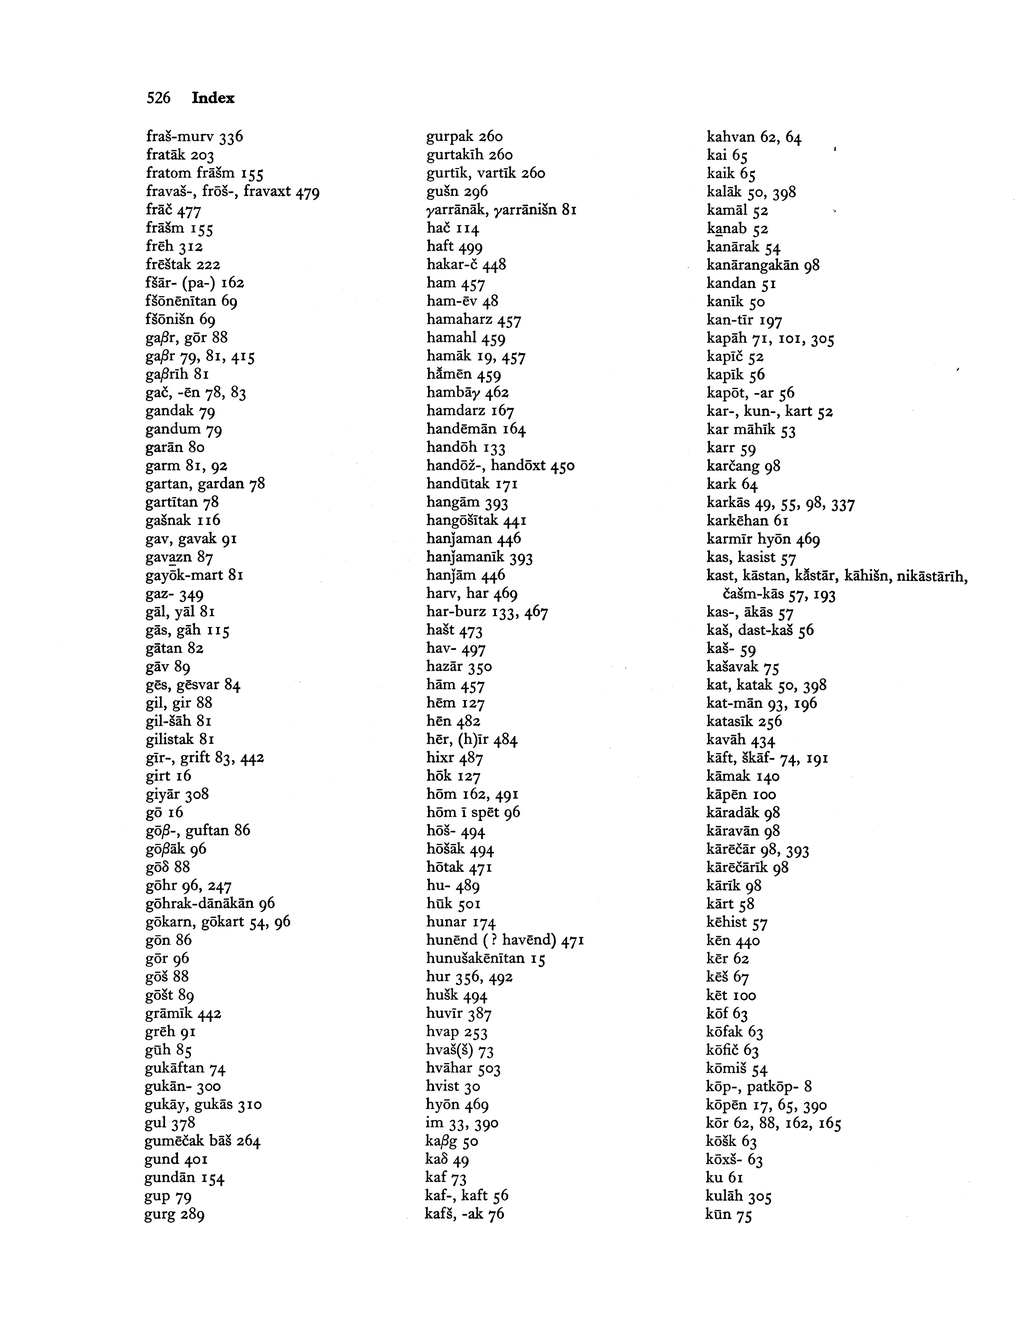 526 Index
fraš-murv 336
fratāk 203
fratom frāšm 155
fravaš-, frōš-, fravaxt 479
frāč 477
frāšm 155
frēh 312
frēštak 222
fšār- (pa-) 162
fšōnēnītan 69
fšōnišn 69
gaβr, gōr 88
gaβr 79, 81, 415
gaβrīh 81
gač, -ēn 78, 83
gandak 79
gandum 79
garān 80
garm 81, 92
gartan, gardan 78
gartītan 78
gašnak 116
gav, gavak 91
gava̱zn 87
gayōk-mart 81
gaz- 349
gāl, yāl 81
gās, gāh 115
gātan 82
gāv 89
gēs, gēsvar 84
gil, gir 88
gil-šāh 81
gilistak 81
gīr-, grift 83, 442
girt 16
giyār 308
gō 16
gōβ-, guftan 86
gōβāk 96
gōδ 88
gōhr 96, 247
gōhrak-dānākān 96
gōkarn, gōkart 54, 96
gōn 86
gōr 96
gōš 88
gōšt 89
grāmīk 442
grēh 91
gūh 85
gukāftan 74
gukān- 300
gukāy, gukās 310
gul 378
gumēčak bāš 264
gund 401
gundān 154
gup 79
gurg 289
gurpak 260
gurtakīh 260
gurtīk, vartīk 260
gušn 296
γarrānāk, γarrānišn 81
hač 114
haft 499
hakar-č 448
ham 457
ham-ēv 48
hamaharz 457
hamahl 459
hamāk 19, 457
hā̆mēn 459
hambāγ 462
hamdarz 167
handēmān 164
handōh 133
handōž-, handōxt 450
handūtak 171
hangām 393
hangōšītak 441
hanǰaman 446
hanǰamanīk 393
hanǰām 446
harv, har 469
har-burz 133, 467
hašt 473
hav- 497
hazār 350
hām 457
hēm 127
hēn 482
hēr, (h)īr 484
hixr 487
hōk 127
hōm 162, 491
hōm ī spēt 96
hōš- 494
hōšāk 494
hōtak 471
hu- 489
hūk 501
hunar 174
hunēnd (? havēnd) 471
hunušakēnītan 15
hur 356, 492
hušk 494
huvīr 387
hvap 253
hvaš(š) 73
hvāhar 503
hvist 30
hyōn 469
im 33, 390
kaβg 50
kaδ 49
kaf 73
kaf-, kaft 56
kafš, -ak 76
kahvan 62, 64
kai 65
kaik 65
kalāk 50, 398
kamāl 52
ka̱nab 52
kanārak 54
kanārangakān 98
kandan 51
kanīk 50
kan-tīr 197
kapāh 71, 101, 305
kapīč 52
kapīk 56
kapōt, -ar 56
kar-, kun-, kart 52
kar māhīk 53
karr 59
karčang 98
kark 64
karkās 49, 55, 98, 337
karkēhan 61
karmīr hyōn 469
kas, kasist 57
kast, kāstan, kā̆stār, kāhišn, nikāstārīh,
čašm-kās 57, 193
kas-, ākās 57
kaš, dast-kaš 56
kaš- 59
kašavak 75
kat, katak 50, 398
kat-mān 93, 196
katasīk 256
kavāh 434
kāft, škāf- 74, 191
kāmak 140
kāpēn 100
kāradāk 98
kāravān 98
kārēčār 98, 393
kārēčārīk 98
kārīk 98
kārt 58
kēhist 57
kēn 440
kēr 62
kēš 67
kēt 100
kōf 63
kōfak 63
kōfič 63
kōmiš 54
kōp-, patkōp- 8
kōpēn 17, 65, 390
kōr 62, 88, 162, 165
kōšk 63
kōxš- 63
ku 61
kulāh 305
kūn 75